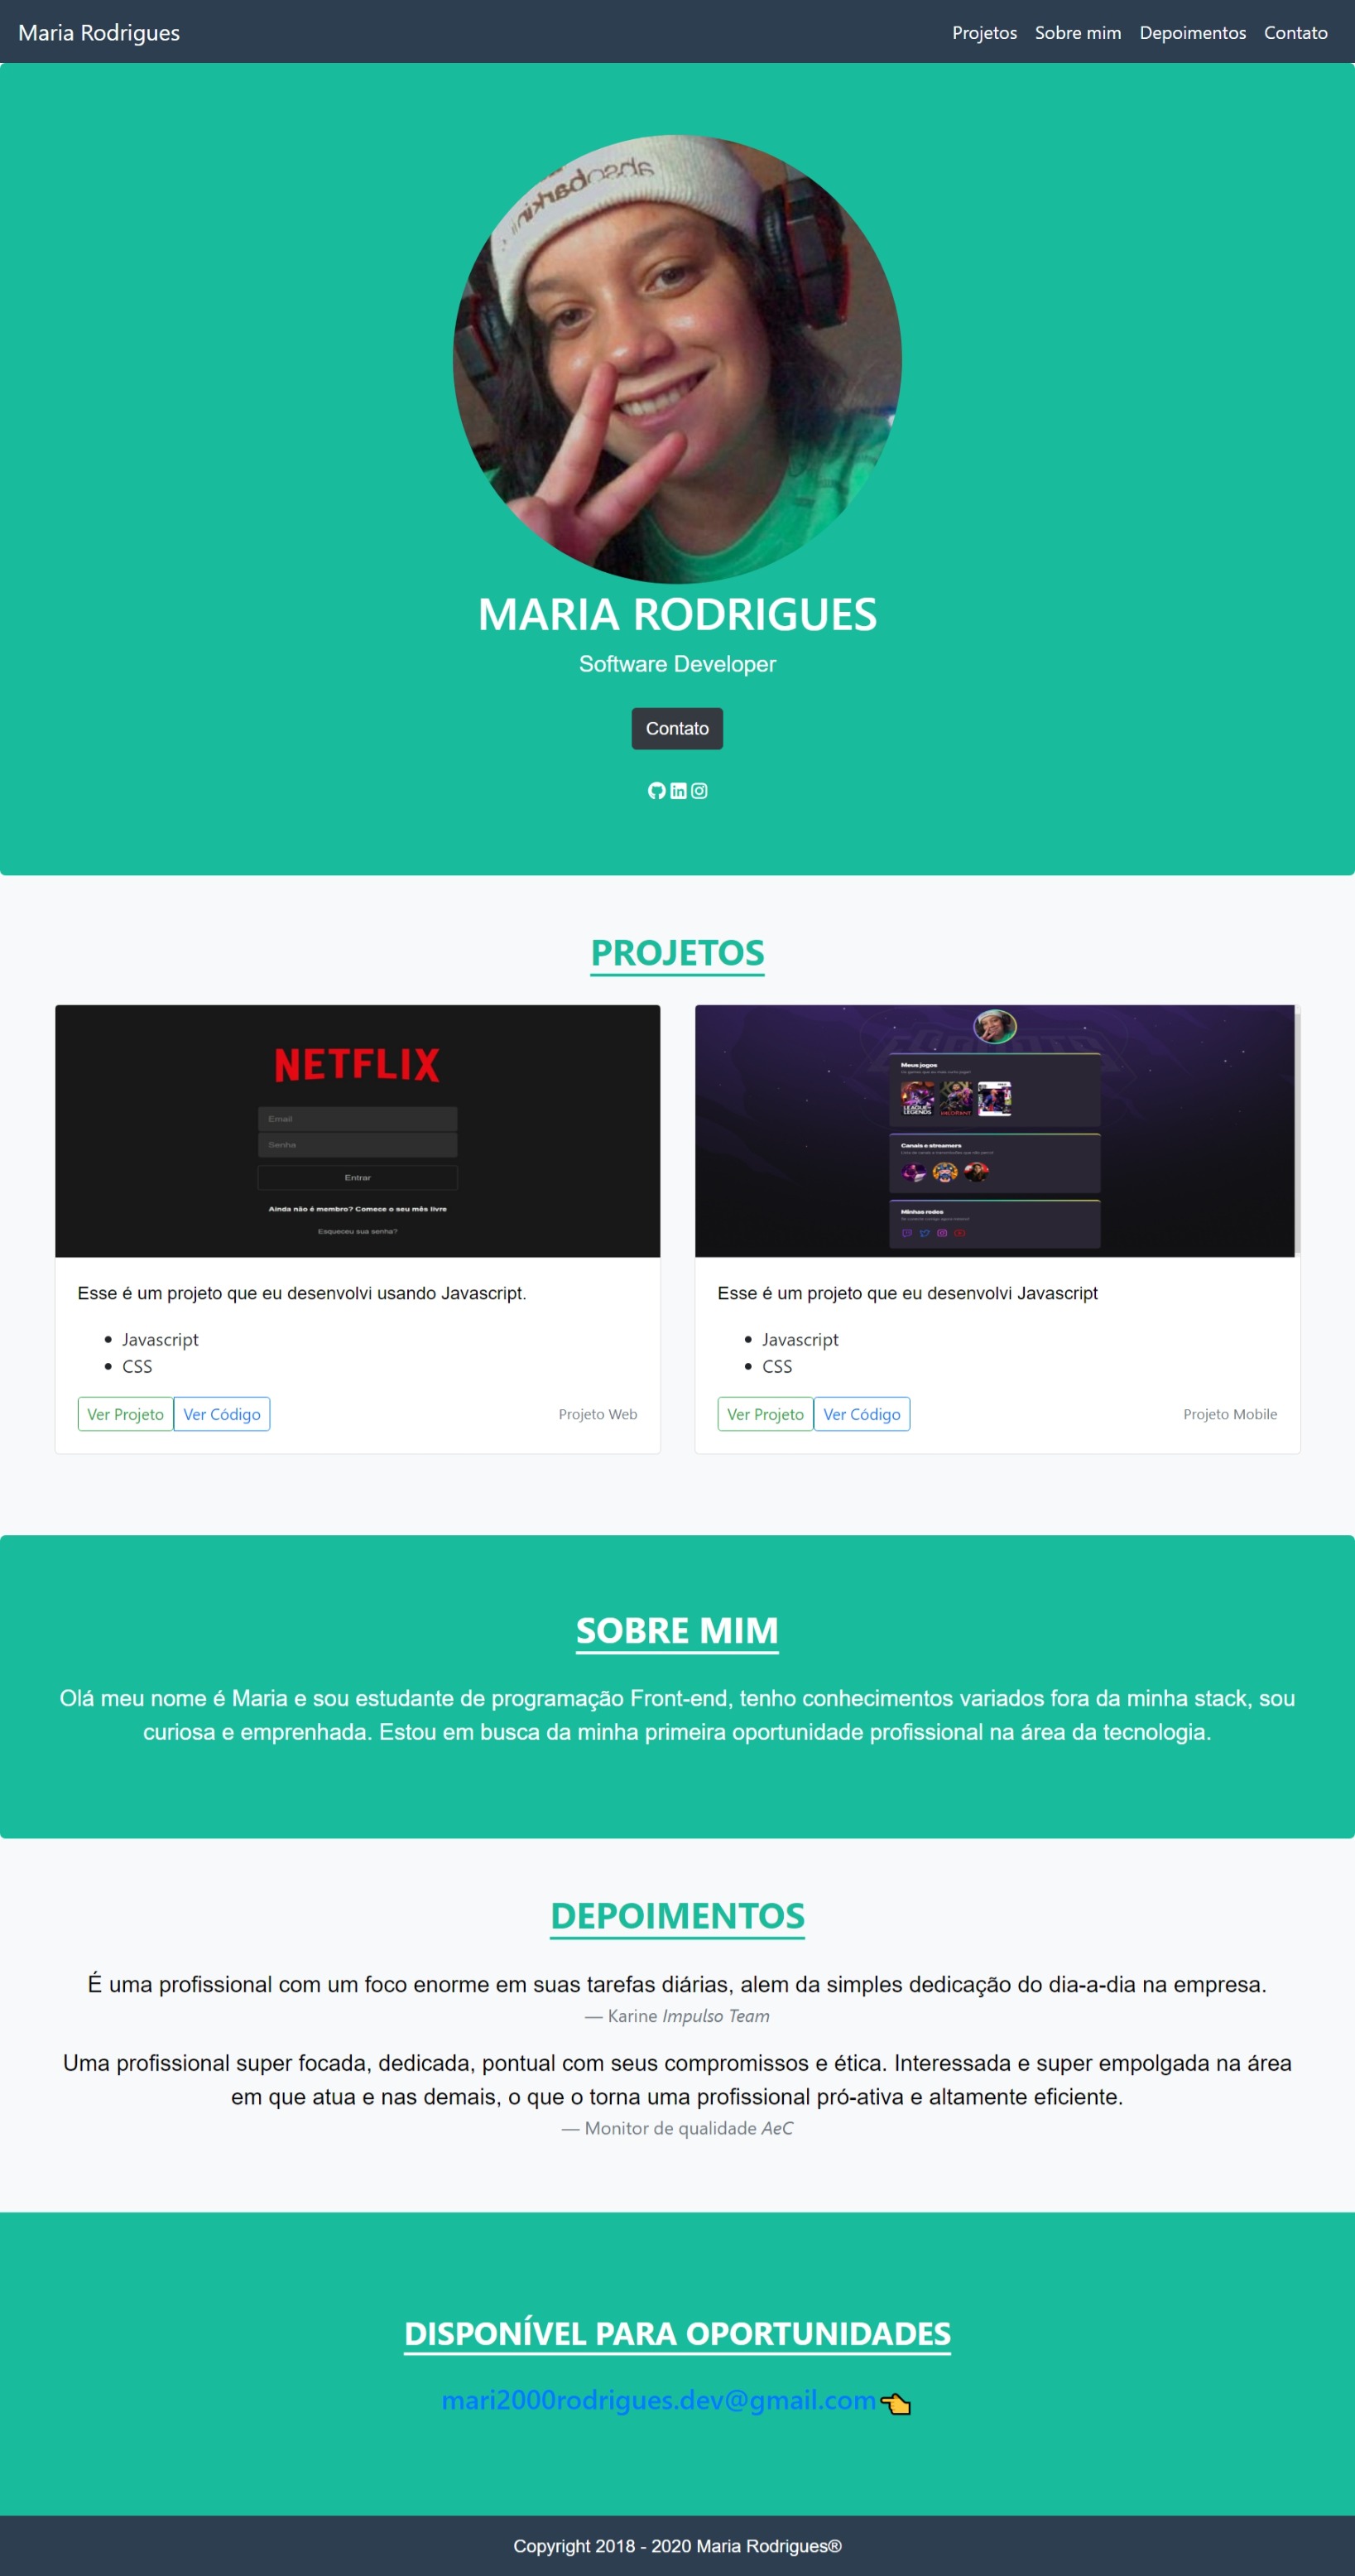 Maria Rodrigues
Projetos Sobre mim Depoimentos Contato
MARIA RODRIGUES
Software Developer
Contato
PROJETOS
NETFLIX
Email
Senha
Entrar
Ainda não é membro? Comece o seu mês livre
Esqueceu sua senha?
Esse é um projeto que eu desenvolvi usando Javascript.
Javascript
CSS
Ver Projeto Ver Código Projeto Web
Meus jogos
LEAGUE OF LEGENDS
VALORANT
Canais e streamers
Minhas redes
Esse é um projeto que eu desenvolvi Javascript
Javascript
CSS
Ver Projeto Ver Código Projeto Mobile
SOBRE MIM
Olá meu nome é Maria e sou estudante de programação Front-end, tenho conhecimentos variados fora da minha stack, sou
curiosa e emprenhada. Estou em busca da minha primeira oportunidade profissional na área da tecnologia.
DEPOIMENTOS
É uma profissional com um foco enorme em suas tarefas diárias, alem da simples dedicação do dia-a-dia na empresa.
— Karine Impulso Team
Uma profissional super focada, dedicada, pontual com seus compromissos e ética. Interessada e super empolgada na área
em que atua e nas demais, o que o torna uma profissional pró-ativa e altamente eficiente.
— Monitor de qualidade AeC
DISPONÍVEL PARA OPORTUNIDADES
mari2000rodrigues.dev@gmail.com
Copyright 2018 - 2020 Maria Rodrigues®